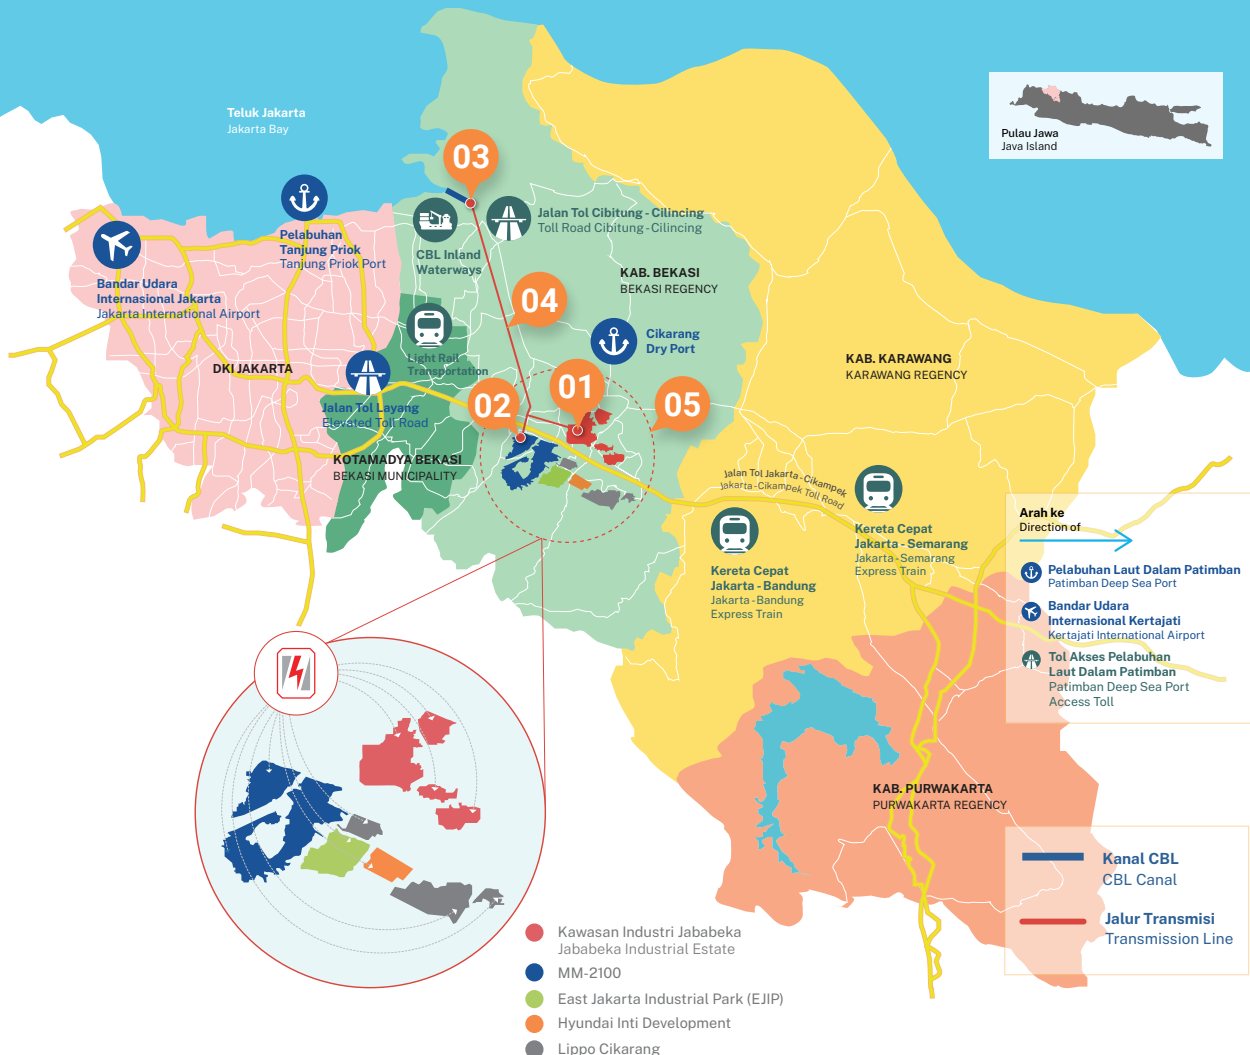 Teluk Jakarta
Jakarta Bay
Pulau Jawa
Java Island
03
Pelabuhan
Tanjung Priok
Tanjung Priok Port
Jalan Tol Cibitung - Cilincing
Toll Road Cibitung - Cilincing
CBL Inland
Waterways
KAB. BEKASI
BEKASI REGENCY
Bandar Udara
Internasional Jakarta
Jakarta International Airport
04
Cikarang
Dry Port
Light Rail
Transportation
DKI JAKARTA
KAB. KARAWANG
KARAWANG REGENCY
01
02
05
Jalan Tol Layang
Elevated Toll Road
KOTAMADYA BEKASI
BEKASI MUNICIPALITY
Jalan Tol Jakarta - Cikampek
Jakarta - Cikampek Toll Road
Kereta Cepat
Jakarta - Semarang
Jakarta - Semarang
Express Train
Kereta Cepat
Jakarta - Bandung
Jakarta - Bandung
Express Train
Arah ke
Direction of
Pelabuhan Laut Dalam Patimban
Patimban Deep Sea Port
Bandar Udara
Internasional Kertajati
Kertajati International Airport
Tol Akses Pelabuhan
Laut Dalam Patimban
Patimban Deep Sea Port
Access Toll
KAB. PURWAKARTA
PURWAKARTA REGENCY
Kanal CBL
CBL Canal
Jalur Transmisi
Transmission Line
Kawasan Industri Jababeka
Jababeka Industrial Estate
MM-2100
East Jakarta Industrial Park (EJIP)
Hyundai Inti Development
Lippo Cikarang